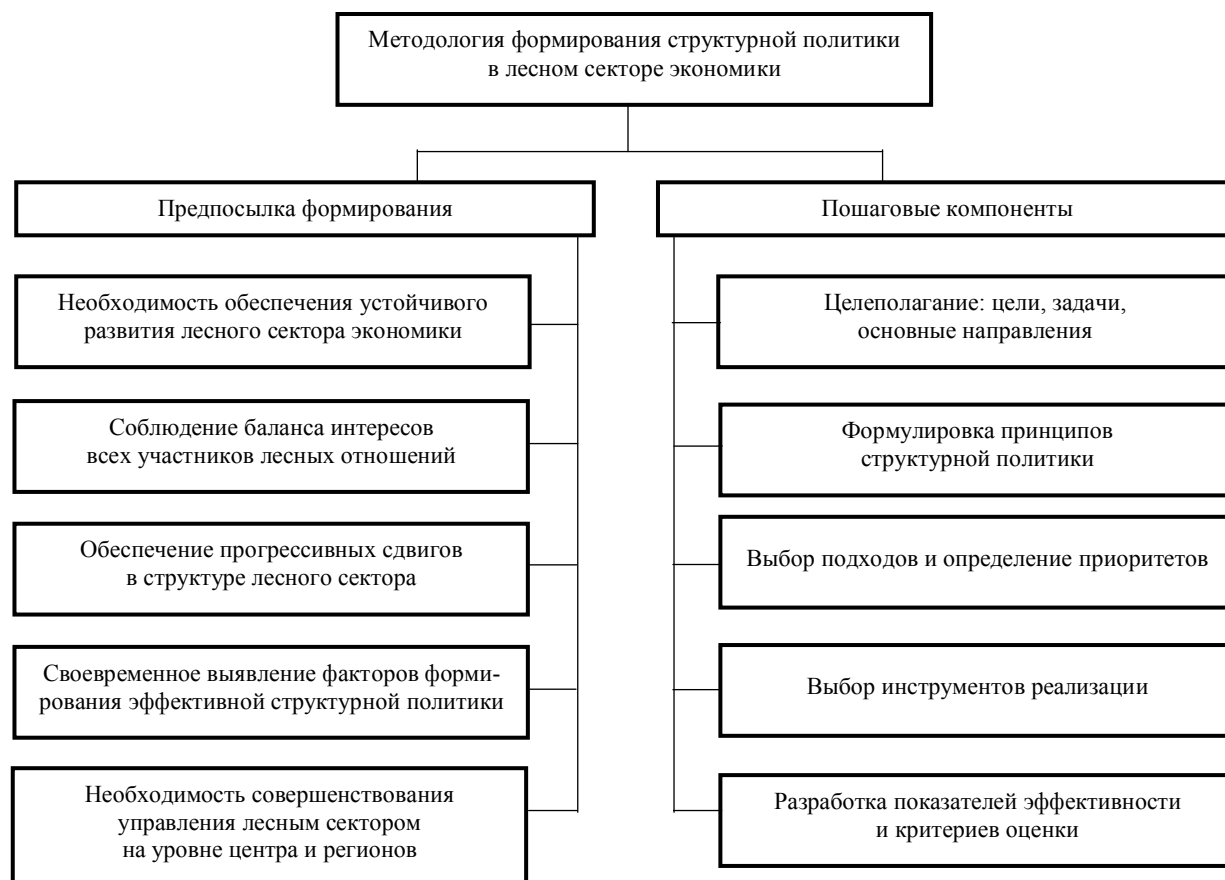 Методология формирования структурной политики
в лесном секторе экономики
Предпосылка формирования
Необходимость обеспечения устойчивого
развития лесного сектора экономики
Соблюдение баланса интересов
всех участников лесных отношений
Обеспечение прогрессивных сдвигов
в структуре лесного сектора
Своевременное выявление факторов форми-
рования эффективной структурной политики
Необходимость совершенствования
управления лесным сектором
на уровне центра и регионов
Пошаговые компоненты
Целеполагание: цели, задачи,
основные направления
Формулировка принципов
структурной политики
Выбор подходов и определение приоритетов
Выбор инструментов реализации
Разработка показателей эффективности
и критериев оценки